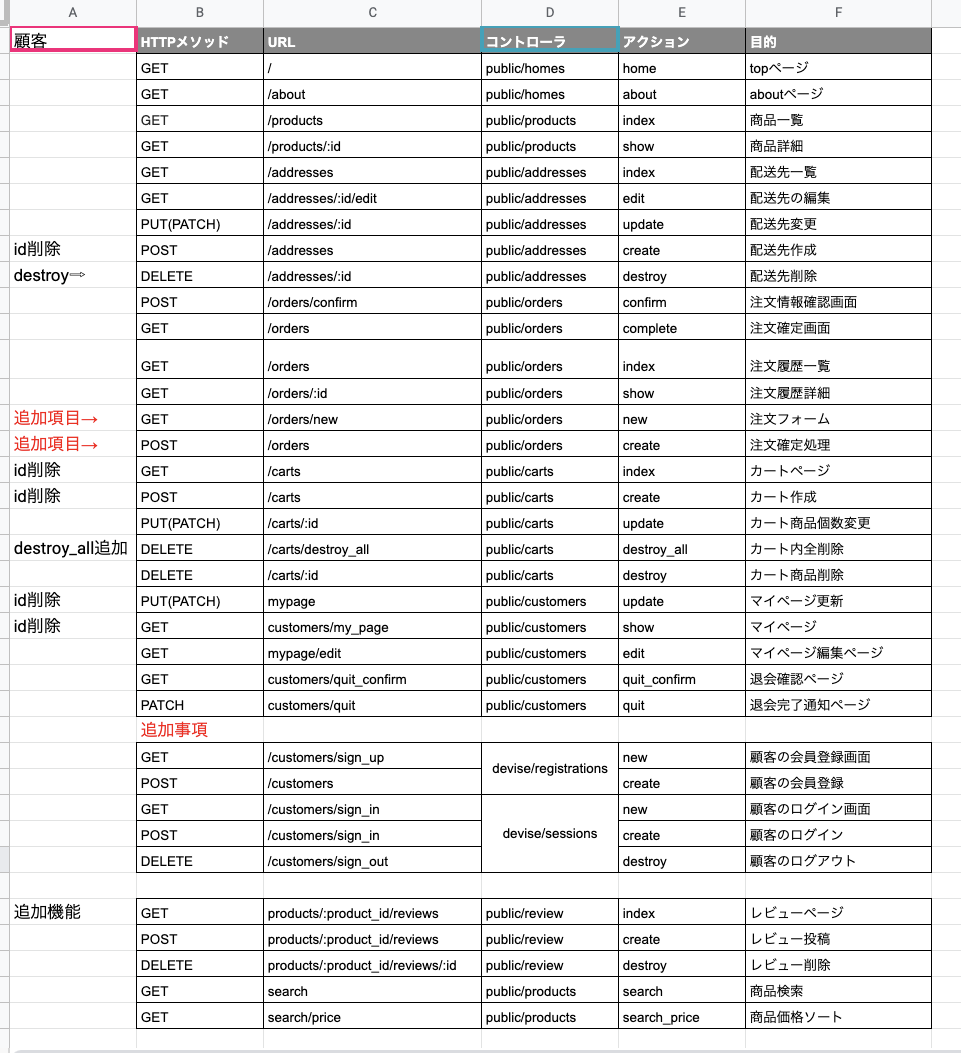 A B C D E F
顧客 HTTPメソッド URL コントローラ アクション 目的
GET / public/homes home topページ
GET /about public/homes about aboutページ
GET /products public/products index 商品一覧
GET /products/:id public/products show 商品詳細
GET /addresses public/addresses index 配送先一覧
GET /addresses/:id/edit public/addresses edit 配送先の編集
PUT(PATCH) /addresses/:id public/addresses update 配送先変更
id削除 POST /addresses public/addresses create 配送先作成
destroy⇒ DELETE /addresses/:id public/addresses destroy 配送先削除
POST /orders/confirm public/orders confirm 注文情報確認画面
GET /orders public/orders complete 注文確定画面
GET /orders public/orders index 注文履歴一覧
GET /orders/:id public/orders show 注文履歴詳細
追加項目→ GET /orders/new public/orders new 注文フォーム
追加項目→ POST /orders public/orders create 注文確定処理
id削除 GET /carts public/carts index カートページ
id削除 POST /carts public/carts create カート作成
PUT(PATCH) /carts/:id public/carts update カート商品個数変更
destroy_all追加 DELETE /carts/destroy_all public/carts destroy_all カート内全削除
DELETE /carts/:id public/carts destroy カート商品削除
id削除 PUT(PATCH) mypage public/customers update マイページ更新
id削除 GET customers/my_page public/customers show マイページ
GET mypage/edit public/customers edit マイページ編集ページ
GET customers/quit_confirm public/customers quit_confirm 退会確認ページ
PATCH customers/quit public/customers quit 退会完了通知ページ
追加事項
GET /customers/sign_up devise/registrations new 顧客の会員登録画面
POST /customers create 顧客の会員登録
GET /customers/sign_in devise/sessions new 顧客のログイン画面
POST /customers/sign_in create 顧客のログイン
DELETE /customers/sign_out destroy 顧客のログアウト
追加機能 GET products/:product_id/reviews public/review index レビューページ
POST products/:product_id/reviews public/review create レビュー投稿
DELETE products/:product_id/reviews/:id public/review destroy レビュー削除
GET search public/products search 商品検索
GET search/price public/products search_price 商品価格ソート